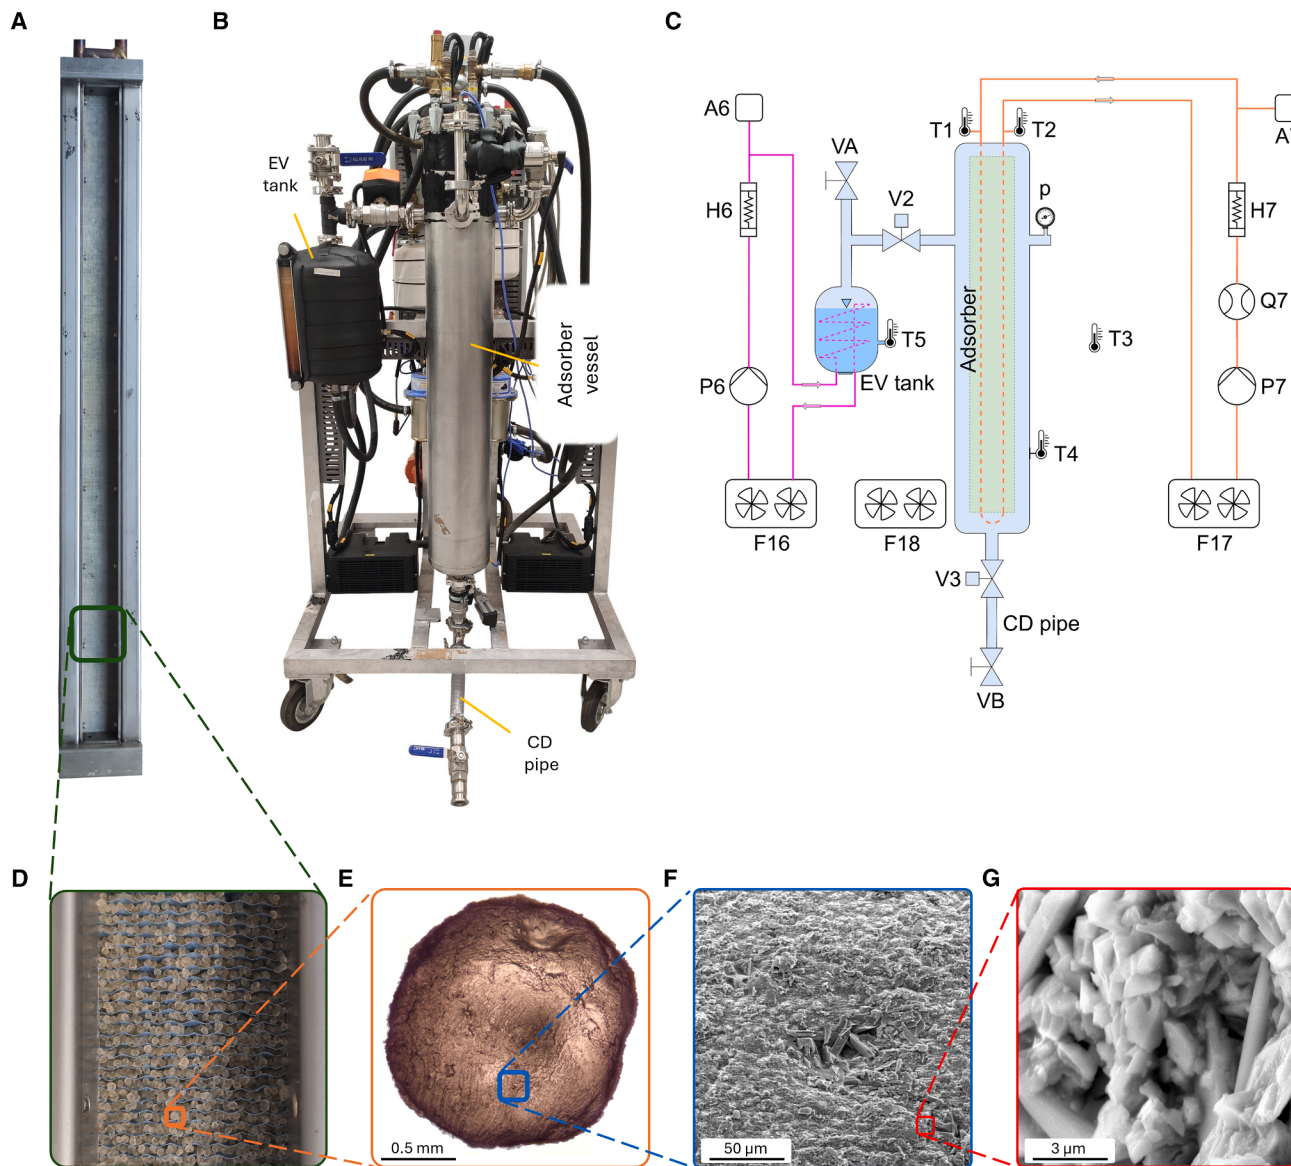 A
B
C
EV
tank
Adsorber
vessel
CD
pipe
A6
T1
T2
A
VA
H6
V2
p
H7
Adsorber
Q7
T5
T3
P6
EV tank
P7
T4
F16
F18
F17
V3
CD pipe
VB
D
E
F
G
0.5 mm
50 µm
3 µm